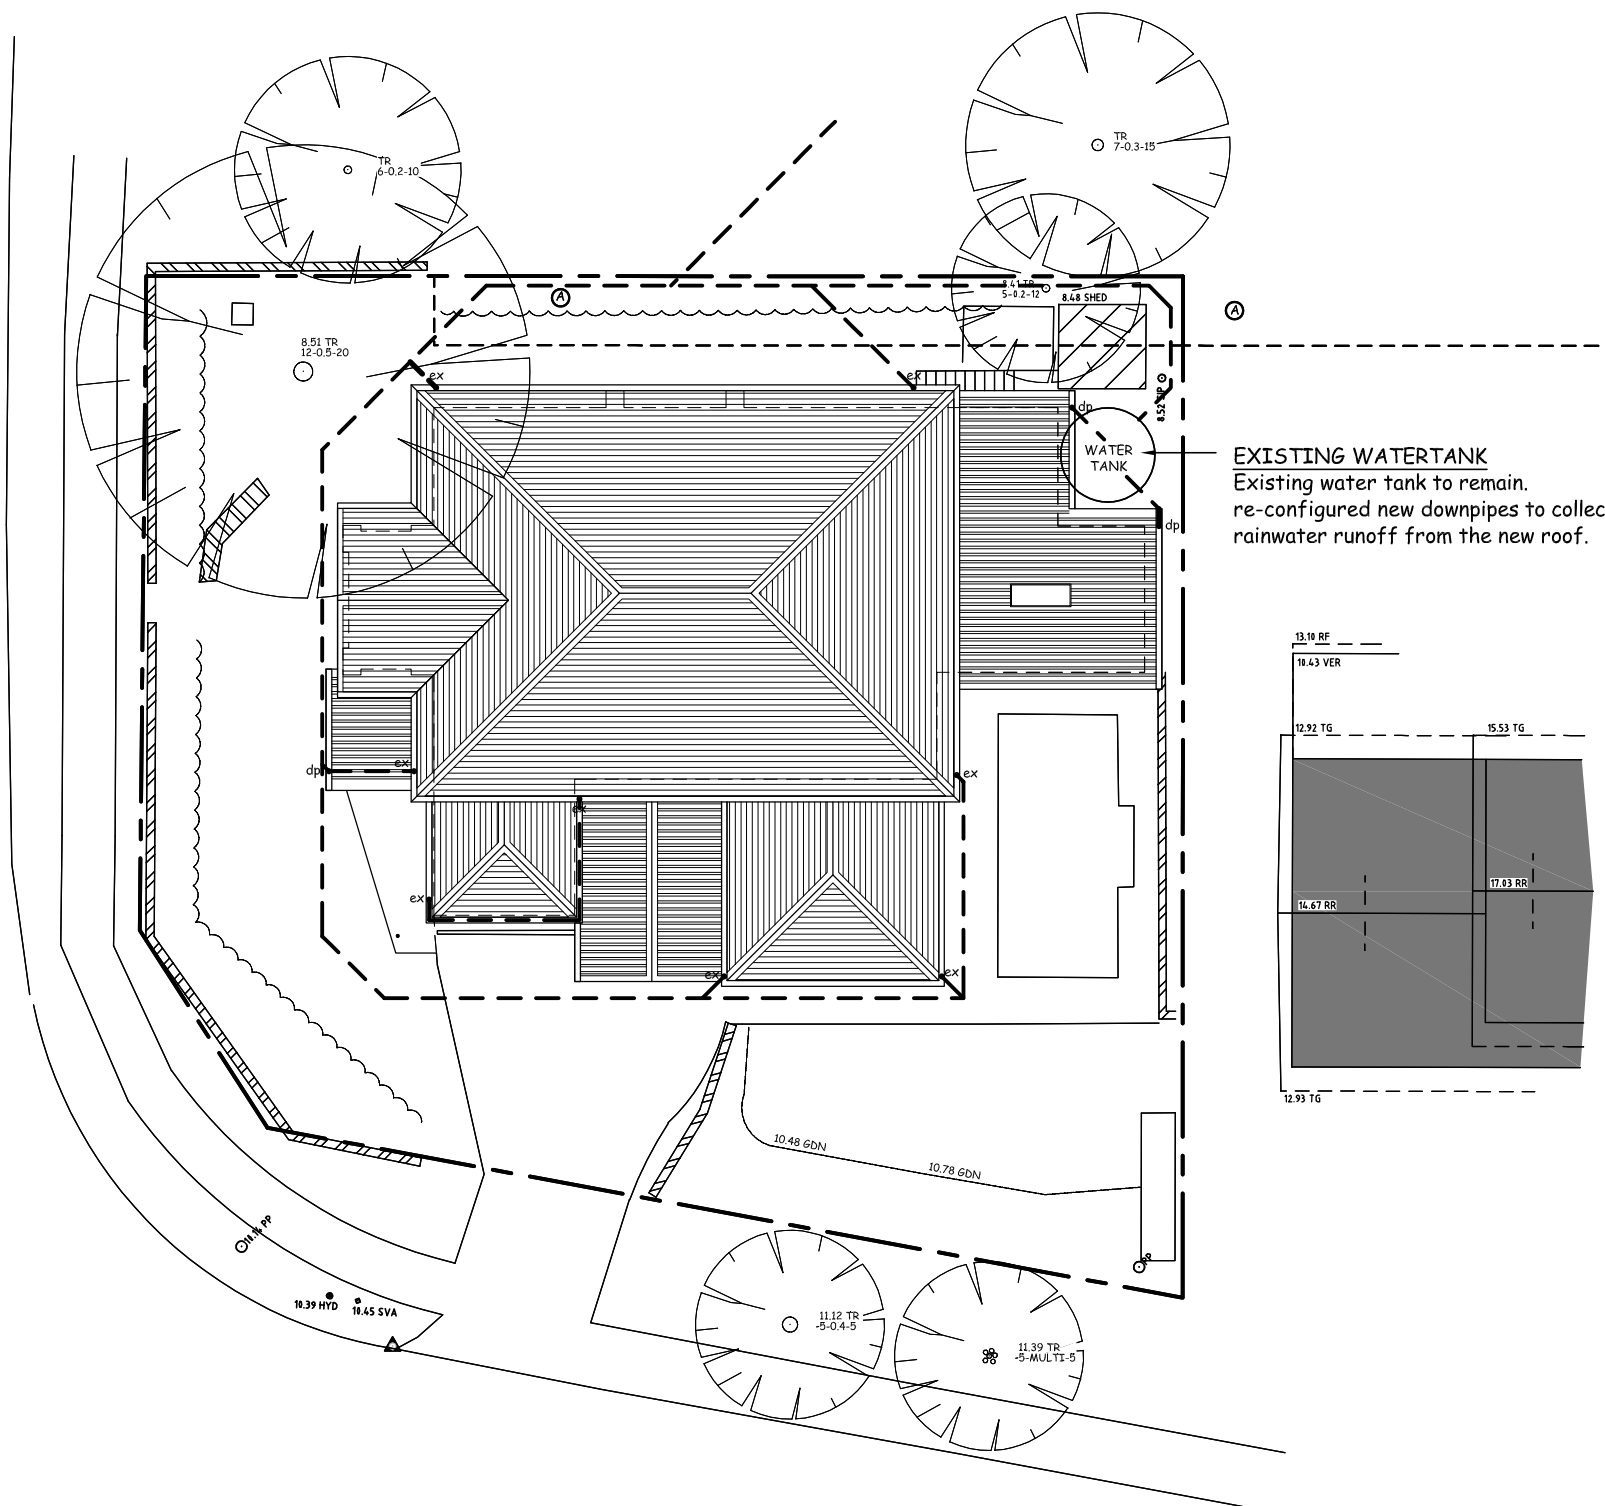 TR
7-0.3-15
TR
6-0.2-10
8.41 TR
5-0.2-12
8.48 SHED
A
A
8.51 TR
12-0.5-20
ex
ex
dp
WATER
TANK
dp
EXISTING WATERTANK
Existing water tank to remain.
re-configured new downpipes to collec
rainwater runoff from the new roof.
13.10 RF
10.43 VER
12.92 TG
15.53 TG
dp
ex
ex
ex
ex
17.03 RR
14.67 RR
ex
ex
12.93 TG
10.48 GDN
10.78 GDN
PP
10.39 HYD
10.45 SVA
11.12 TR
-5-0.4-5
11.39 TR
-5-MULTI-5